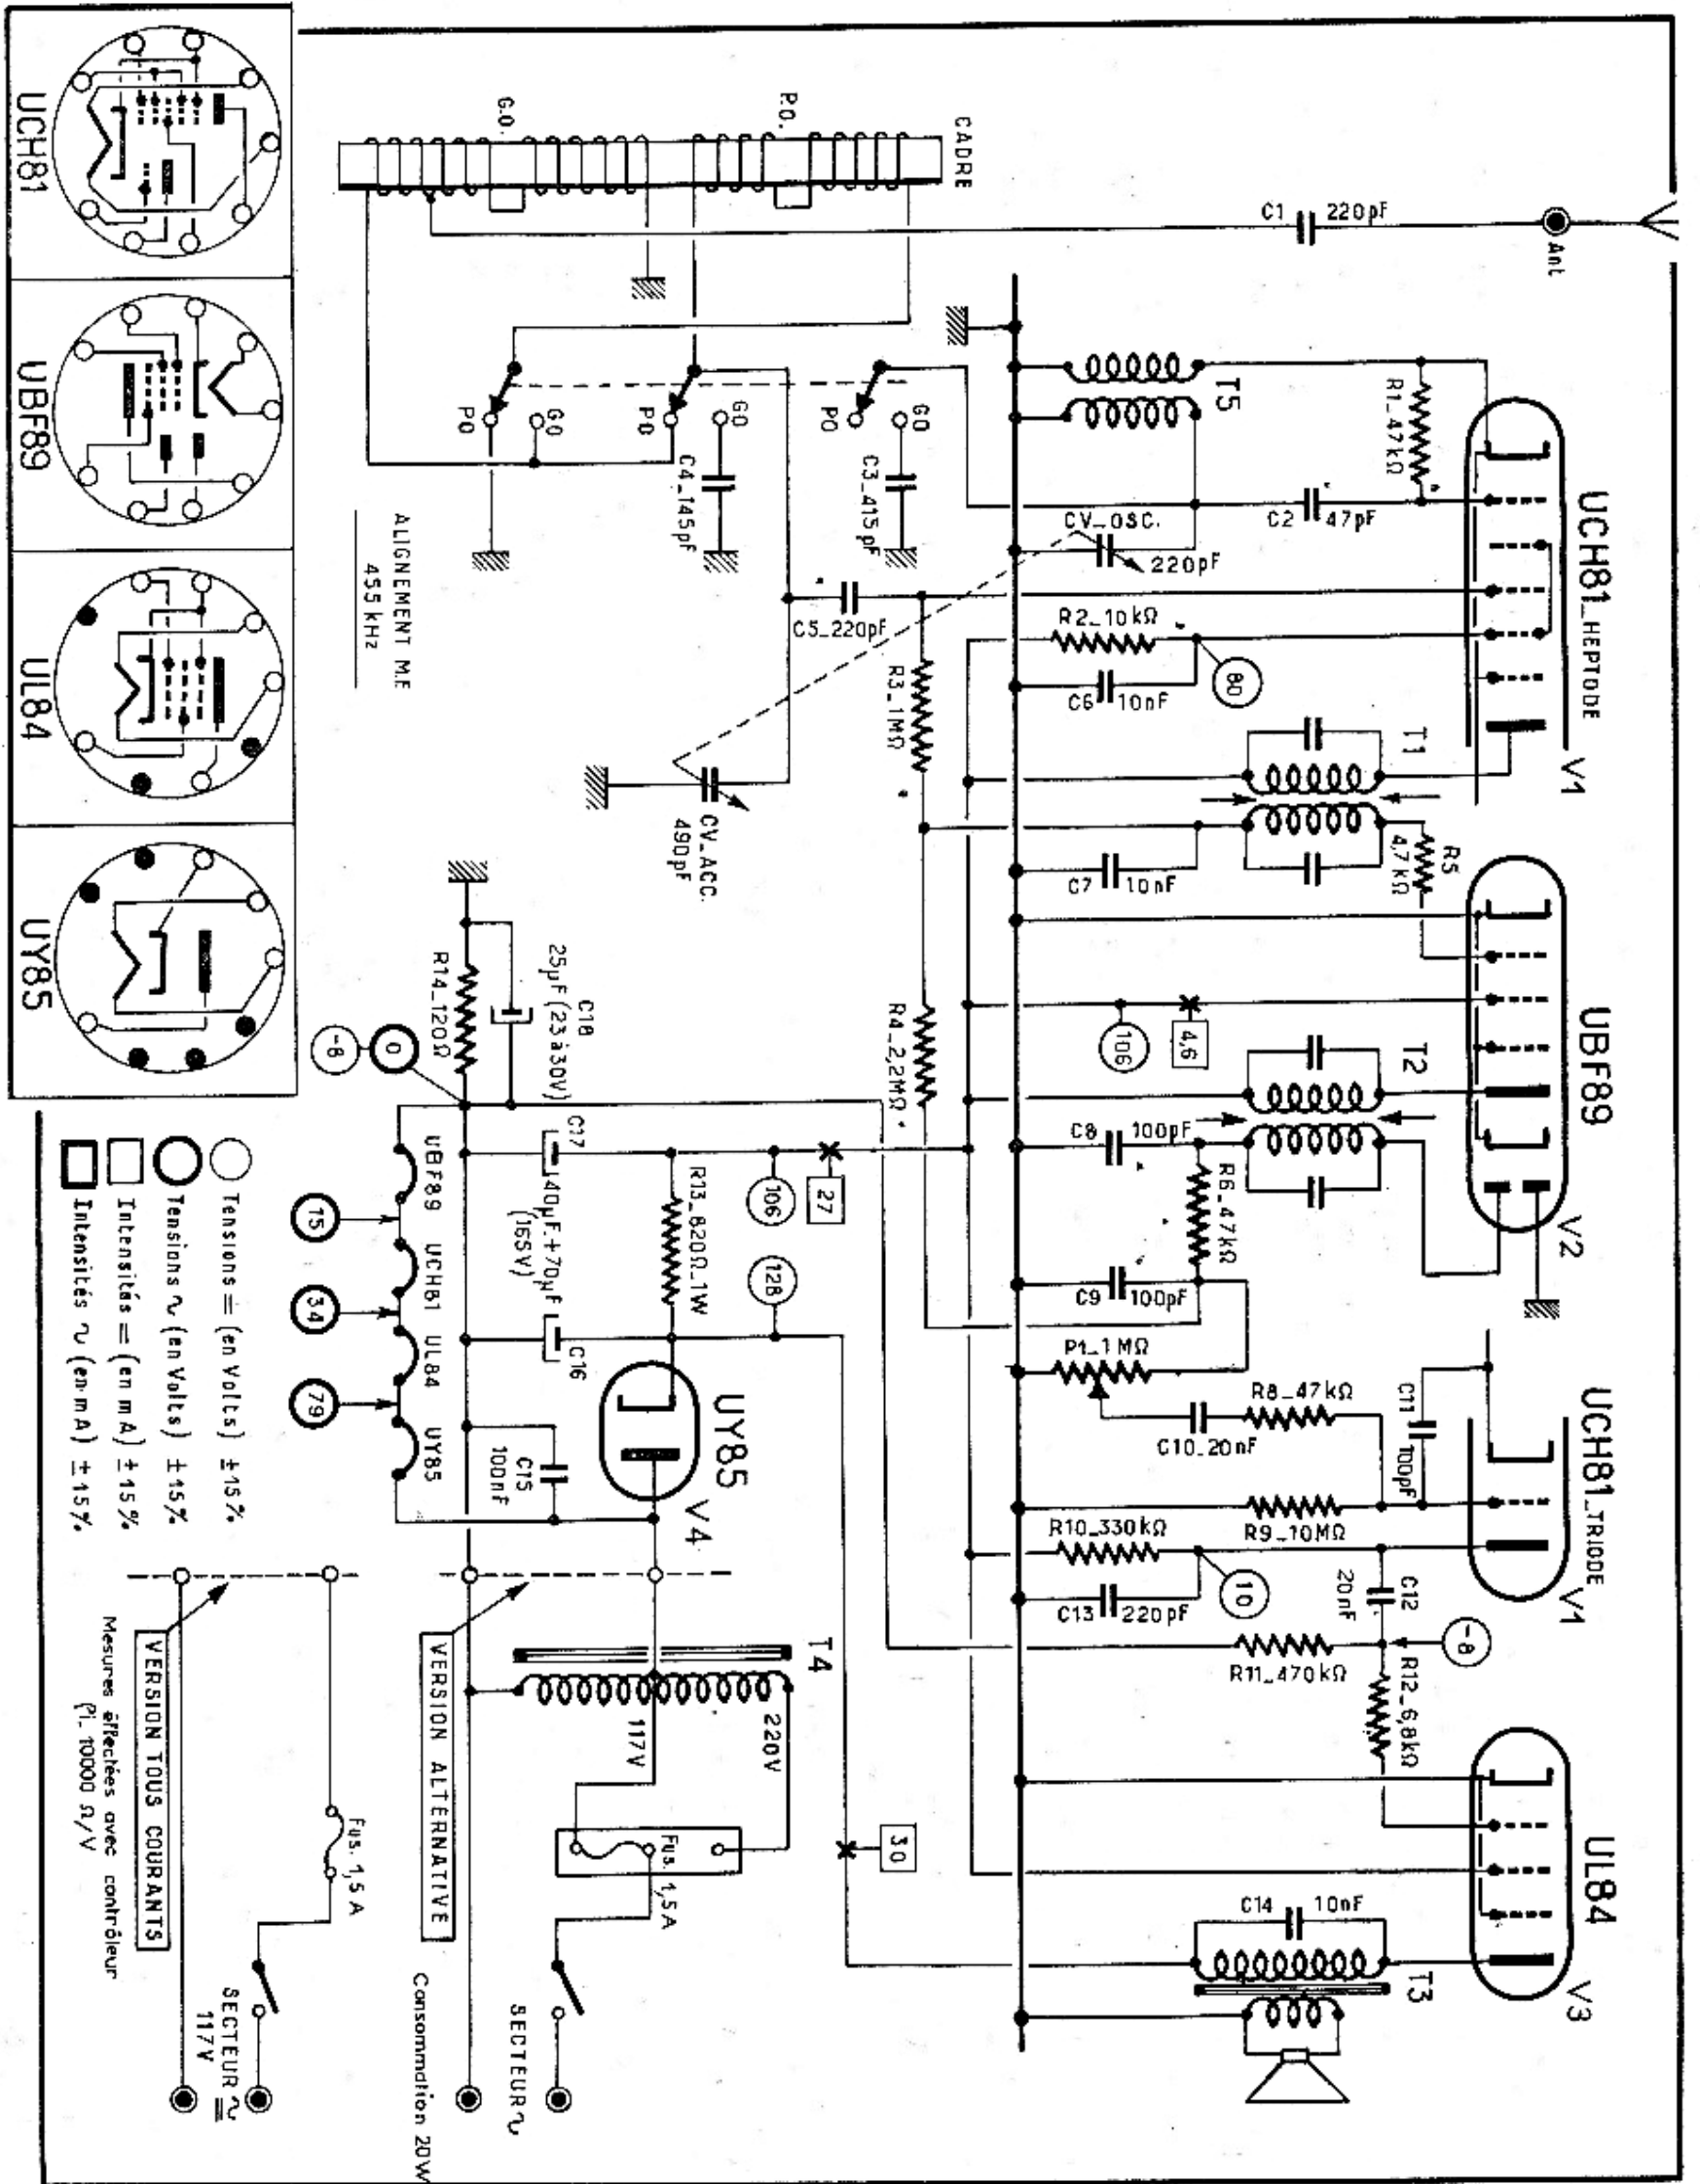 Ant
C1 220pF
CADRE
P.O.
G.O.
UCH81_HEPTODE
V1
R1_47kΩ
T5
C2 47pF
CV_OSC.
220pF
R2_10kΩ
C6 10nF
80
T1
R5
4,7kΩ
C7 10nF
UBF89
V2
T2
4,6
106
C8 100pF
R6_47kΩ
C9 100pF
P1_1MΩ
UCH81_TRIODE
V1
C11
100pF
R8_47kΩ
C10_20nF
R9_10MΩ
R10_330kΩ
10
C13 220pF
C12
20nF
-8
R11_470kΩ
R12_6,8kΩ
UL84
V3
C14 10nF
T3
GO
PO
C3_415pF
GO
PO
C4_145pF
GO
PO
C5_220pF
R3_1MΩ
R4_2,2MΩ
CV_ACC.
490pF
ALIGNEMENT M.F
455 kHz
C18
25µF (23 à 30V)
R14_120Ω
0
-8
C17
40µF+70µF
(165V)
C16
R13_820Ω_1W
106
27
128
UY85
V4
C15
100nF
UBF89
UCH81
UL84
UY85
15
34
79
T4
220V
117V
30
Fus. 1,5A
SECTEUR ∿
VERSION ALTERNATIVE
Consommation 20W
Fus. 1,5 A
SECTEUR ≂
117V
VERSION TOUS COURANTS
Mesures effectées avec contrôleur
Pi_ 10000 Ω/V
Tensions = (en Volts) ±15%
Tensions ∿ (en Volts) ±15%
Intensités = (en mA) ±15%
Intensités ∿ (en mA) ±15%
UCH81
UBF89
UL84
UY85